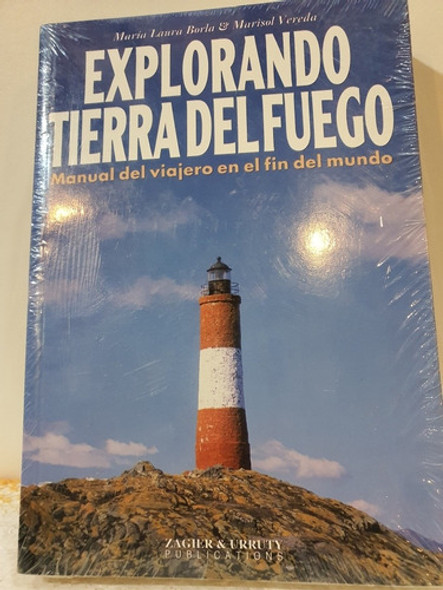 María Laura Borla & Marisol Vereda
EXPLORANDO
TIERRA DEL FUEGO
Manual del viajero en el fin del mundo
ZAGIER & URRUTY
PUBLICATIONS